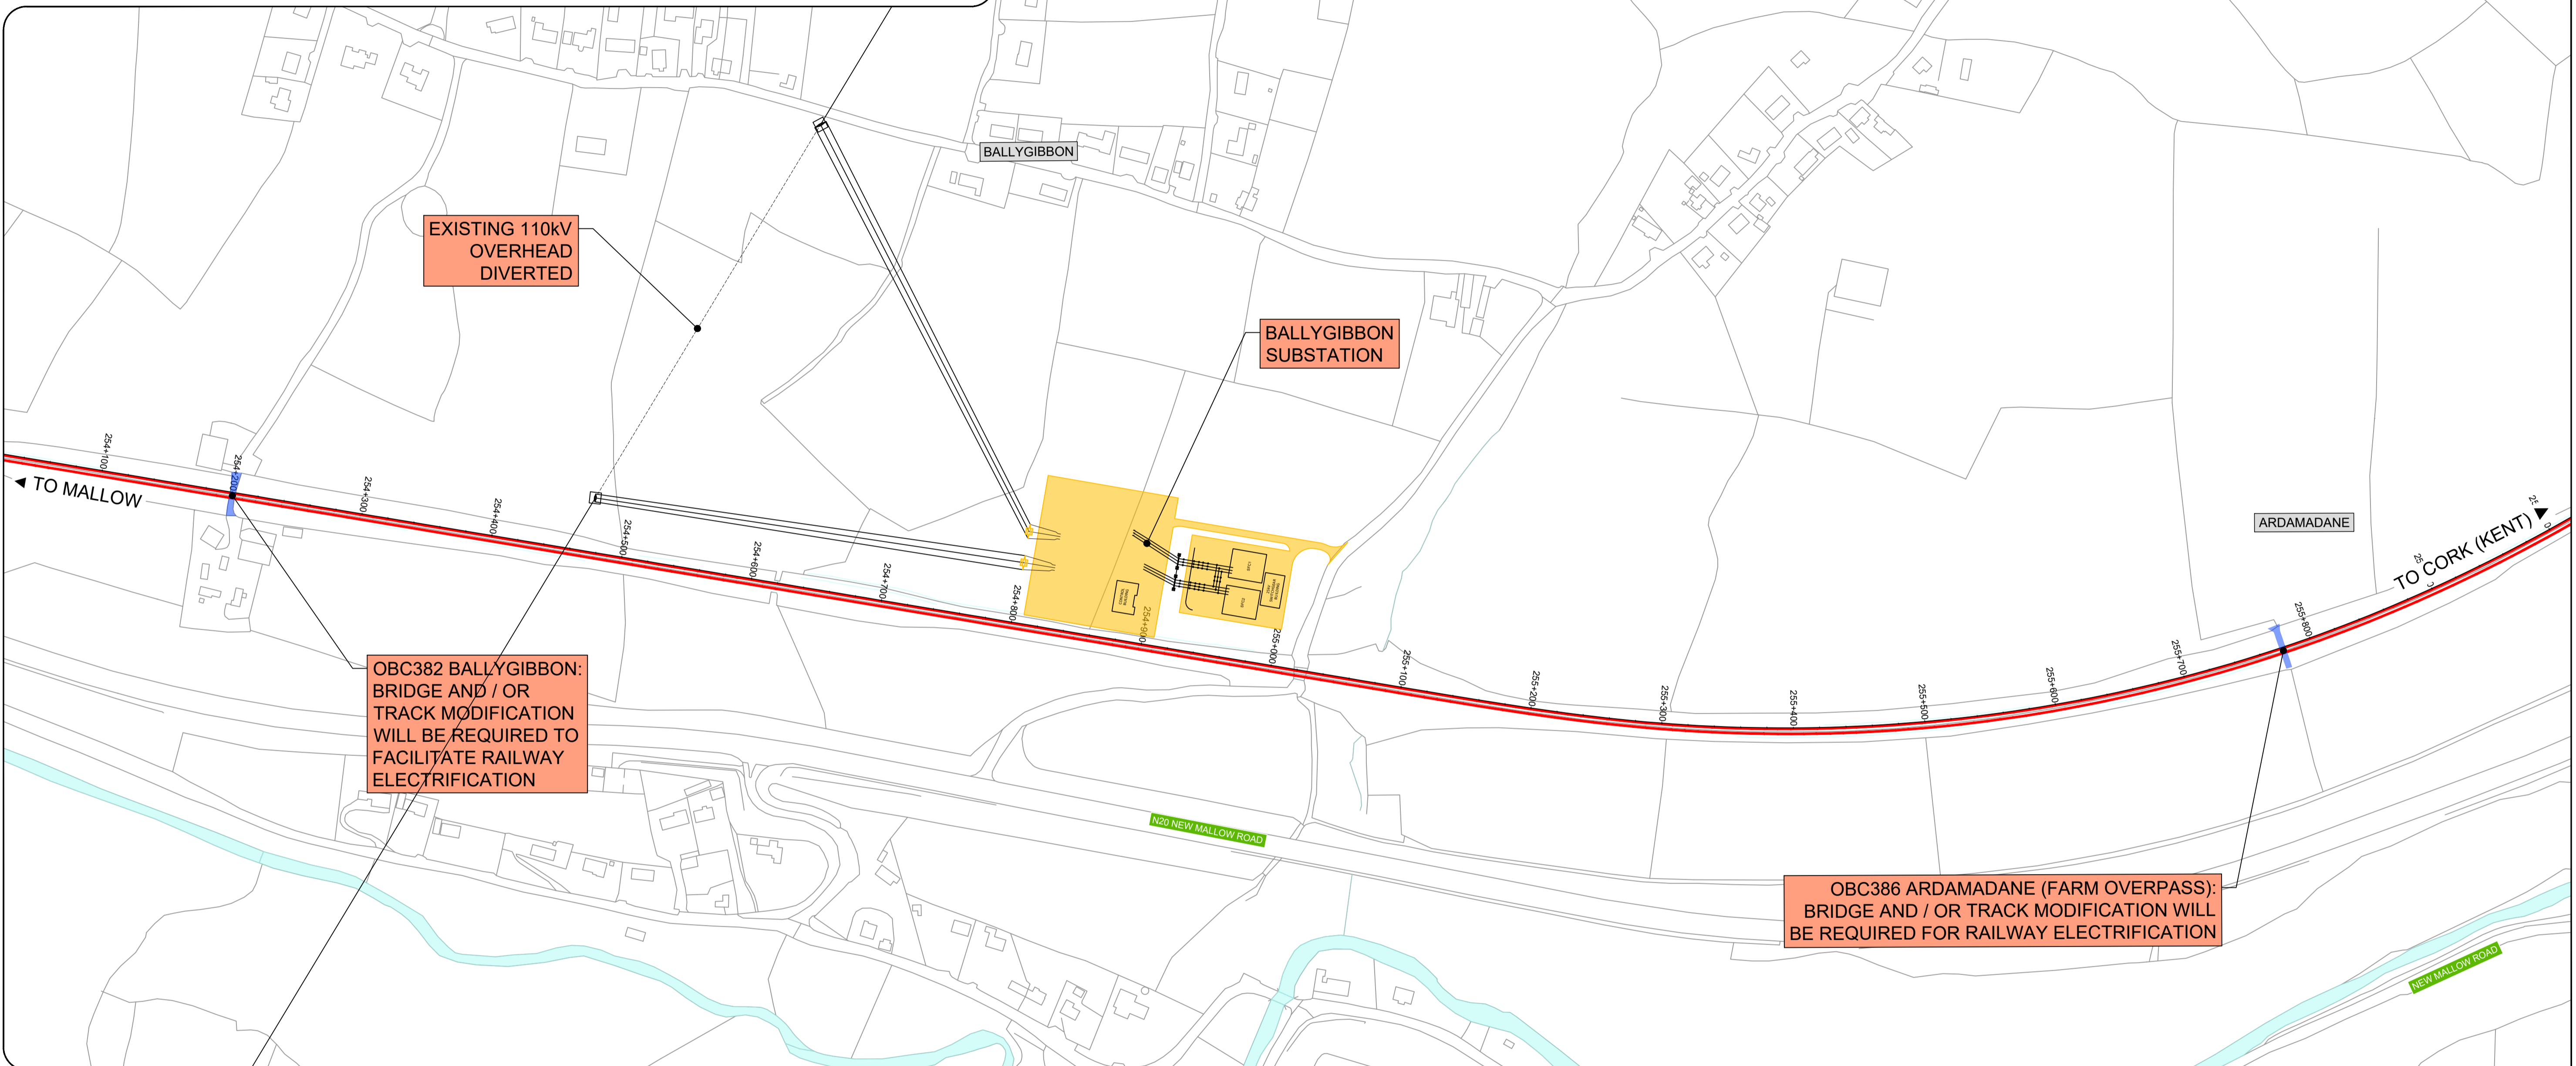 BALLYGIBBON
EXISTING 110kV
OVERHEAD
DIVERTED
BALLYGIBBON
SUBSTATION
254+100
254+200
254+300
254+400
254+500
254+600
254+700
254+800
254+900
255+000
255+100
255+200
255+300
255+400
255+500
255+600
255+700
255+800
TO MALLOW
TO CORK (KENT)
ARDAMADANE
CONTROL
BUILDING
OBC382 BALLYGIBBON:
BRIDGE AND / OR
TRACK MODIFICATION
WILL BE REQUIRED TO
FACILITATE RAILWAY
ELECTRIFICATION
N20 NEW MALLOW ROAD
OBC386 ARDAMADANE (FARM OVERPASS):
BRIDGE AND / OR TRACK MODIFICATION WILL
BE REQUIRED FOR RAILWAY ELECTRIFICATION
NEW MALLOW ROAD